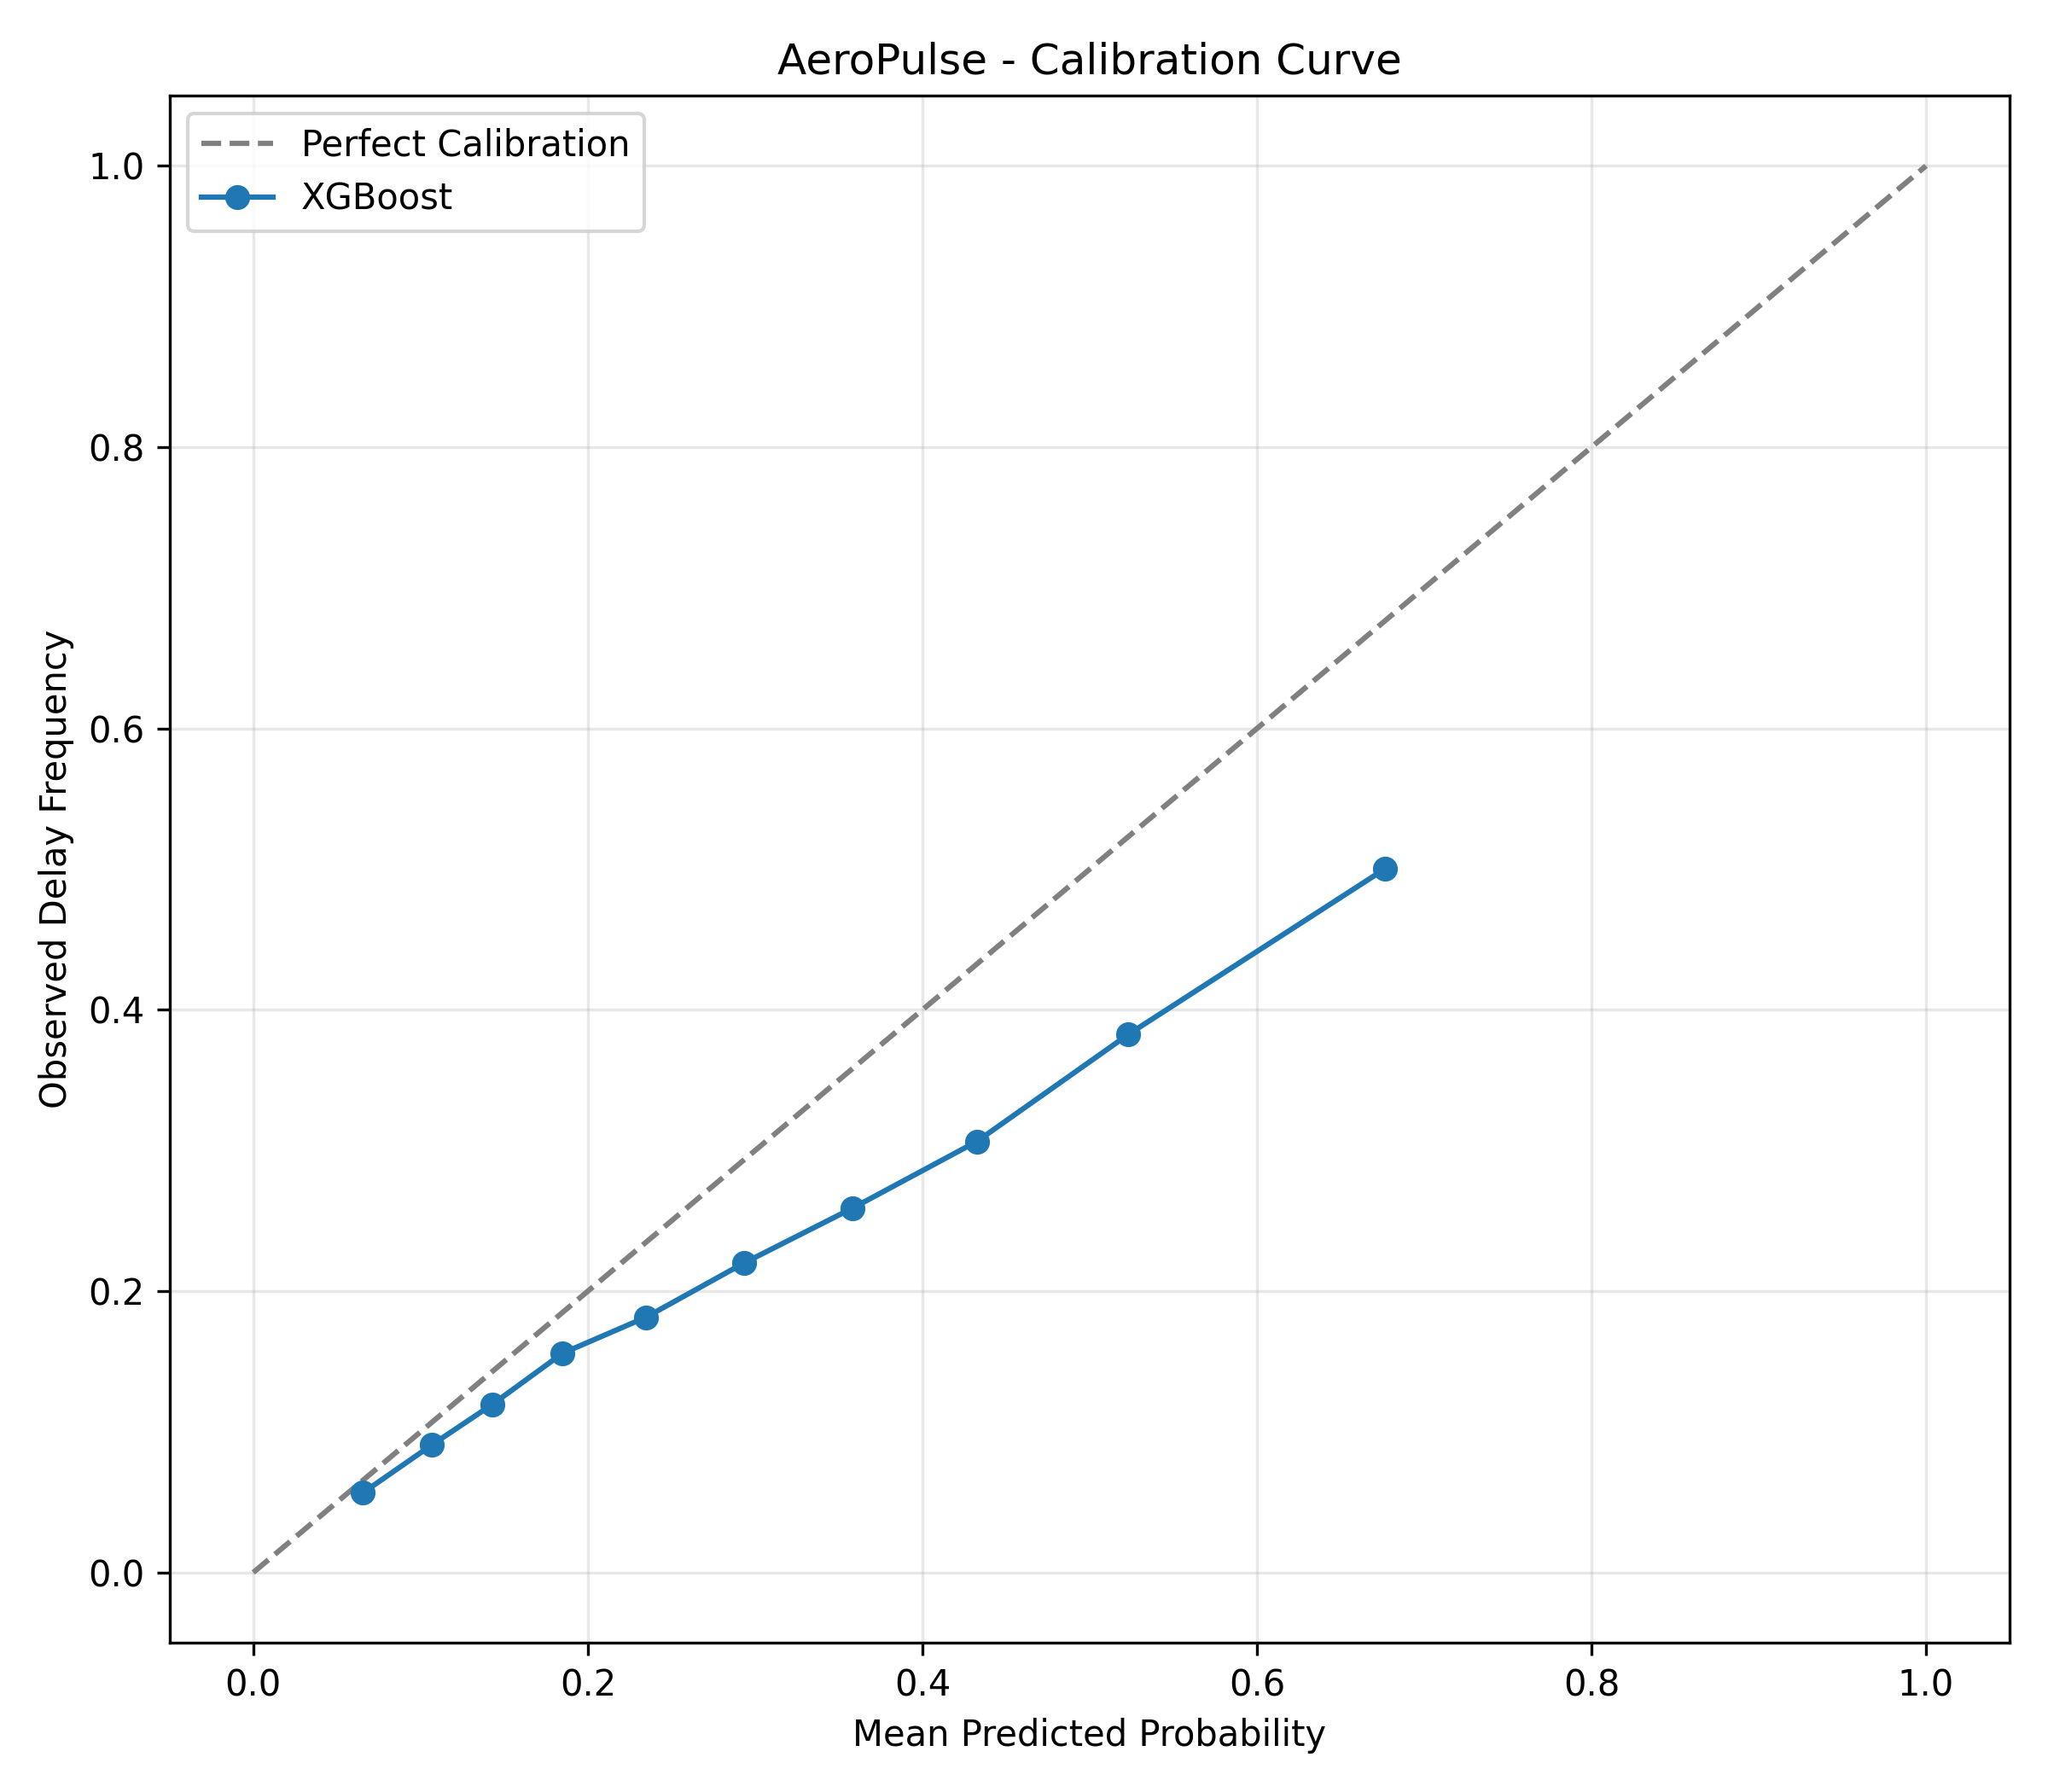 AeroPulse - Calibration Curve
Perfect Calibration
XGBoost
1.0
0.8
0.6
0.4
0.2
0.0
Observed Delay Frequency
0.0 0.2 0.4 0.6 0.8 1.0
Mean Predicted Probability